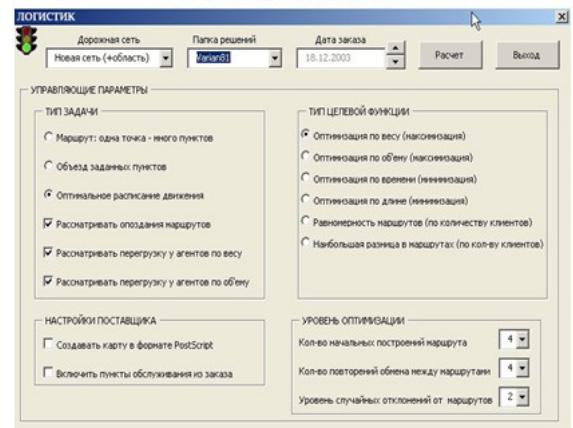 ЛОГИСТИК
Дорожная сеть Папка решений Дата заказа
Новая сеть (+область) Varian81 18.12.2003 Расчет Выход
УПРАВЛЯЮЩИЕ ПАРАМЕТРЫ
ТИП ЗАДАЧИ
Маршрут: одна точка - много пунктов
Объезд заданных пунктов
Оптимальное расписание движения
Рассматривать опоздания маршрутов
Рассматривать перегрузку у агентов по весу
Рассматривать перегрузку у агентов по об'ему
ТИП ЦЕЛЕВОЙ ФУНКЦИИ
Оптимизация по весу (максимизация)
Оптимизация по об'ему (максимизация)
Оптимизация по времени (минимизация)
Оптимизация по длине (минимизация)
Равномерность маршрутов (по количеству клиентов)
Наибольшая разница в маршрутах (по кол-ву клиентов)
НАСТРОЙКИ ПОСТАВЩИКА
Создавать карту в формате PostScript
Включить пункты обслуживания из заказа
УРОВЕНЬ ОПТИМИЗАЦИИ
Кол-во начальных построений маршрута 4
Кол-во повторений обмена между маршрутами 4
Уровень случайных отклонений от маршрутов 2